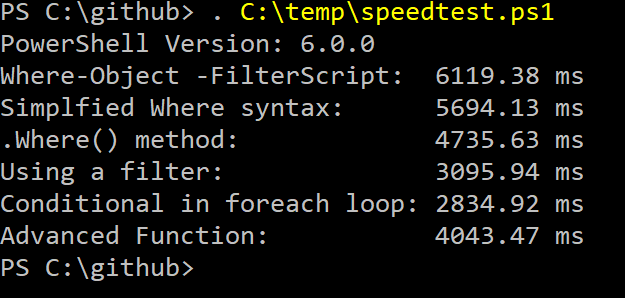 PS C:\github> . C:\temp\speedtest.ps1
PowerShell Version: 6.0.0
Where-Object -FilterScript:  6119.38 ms
Simplfied Where syntax:      5694.13 ms
.Where() method:             4735.63 ms
Using a filter:              3095.94 ms
Conditional in foreach loop: 2834.92 ms
Advanced Function:           4043.47 ms
PS C:\github>